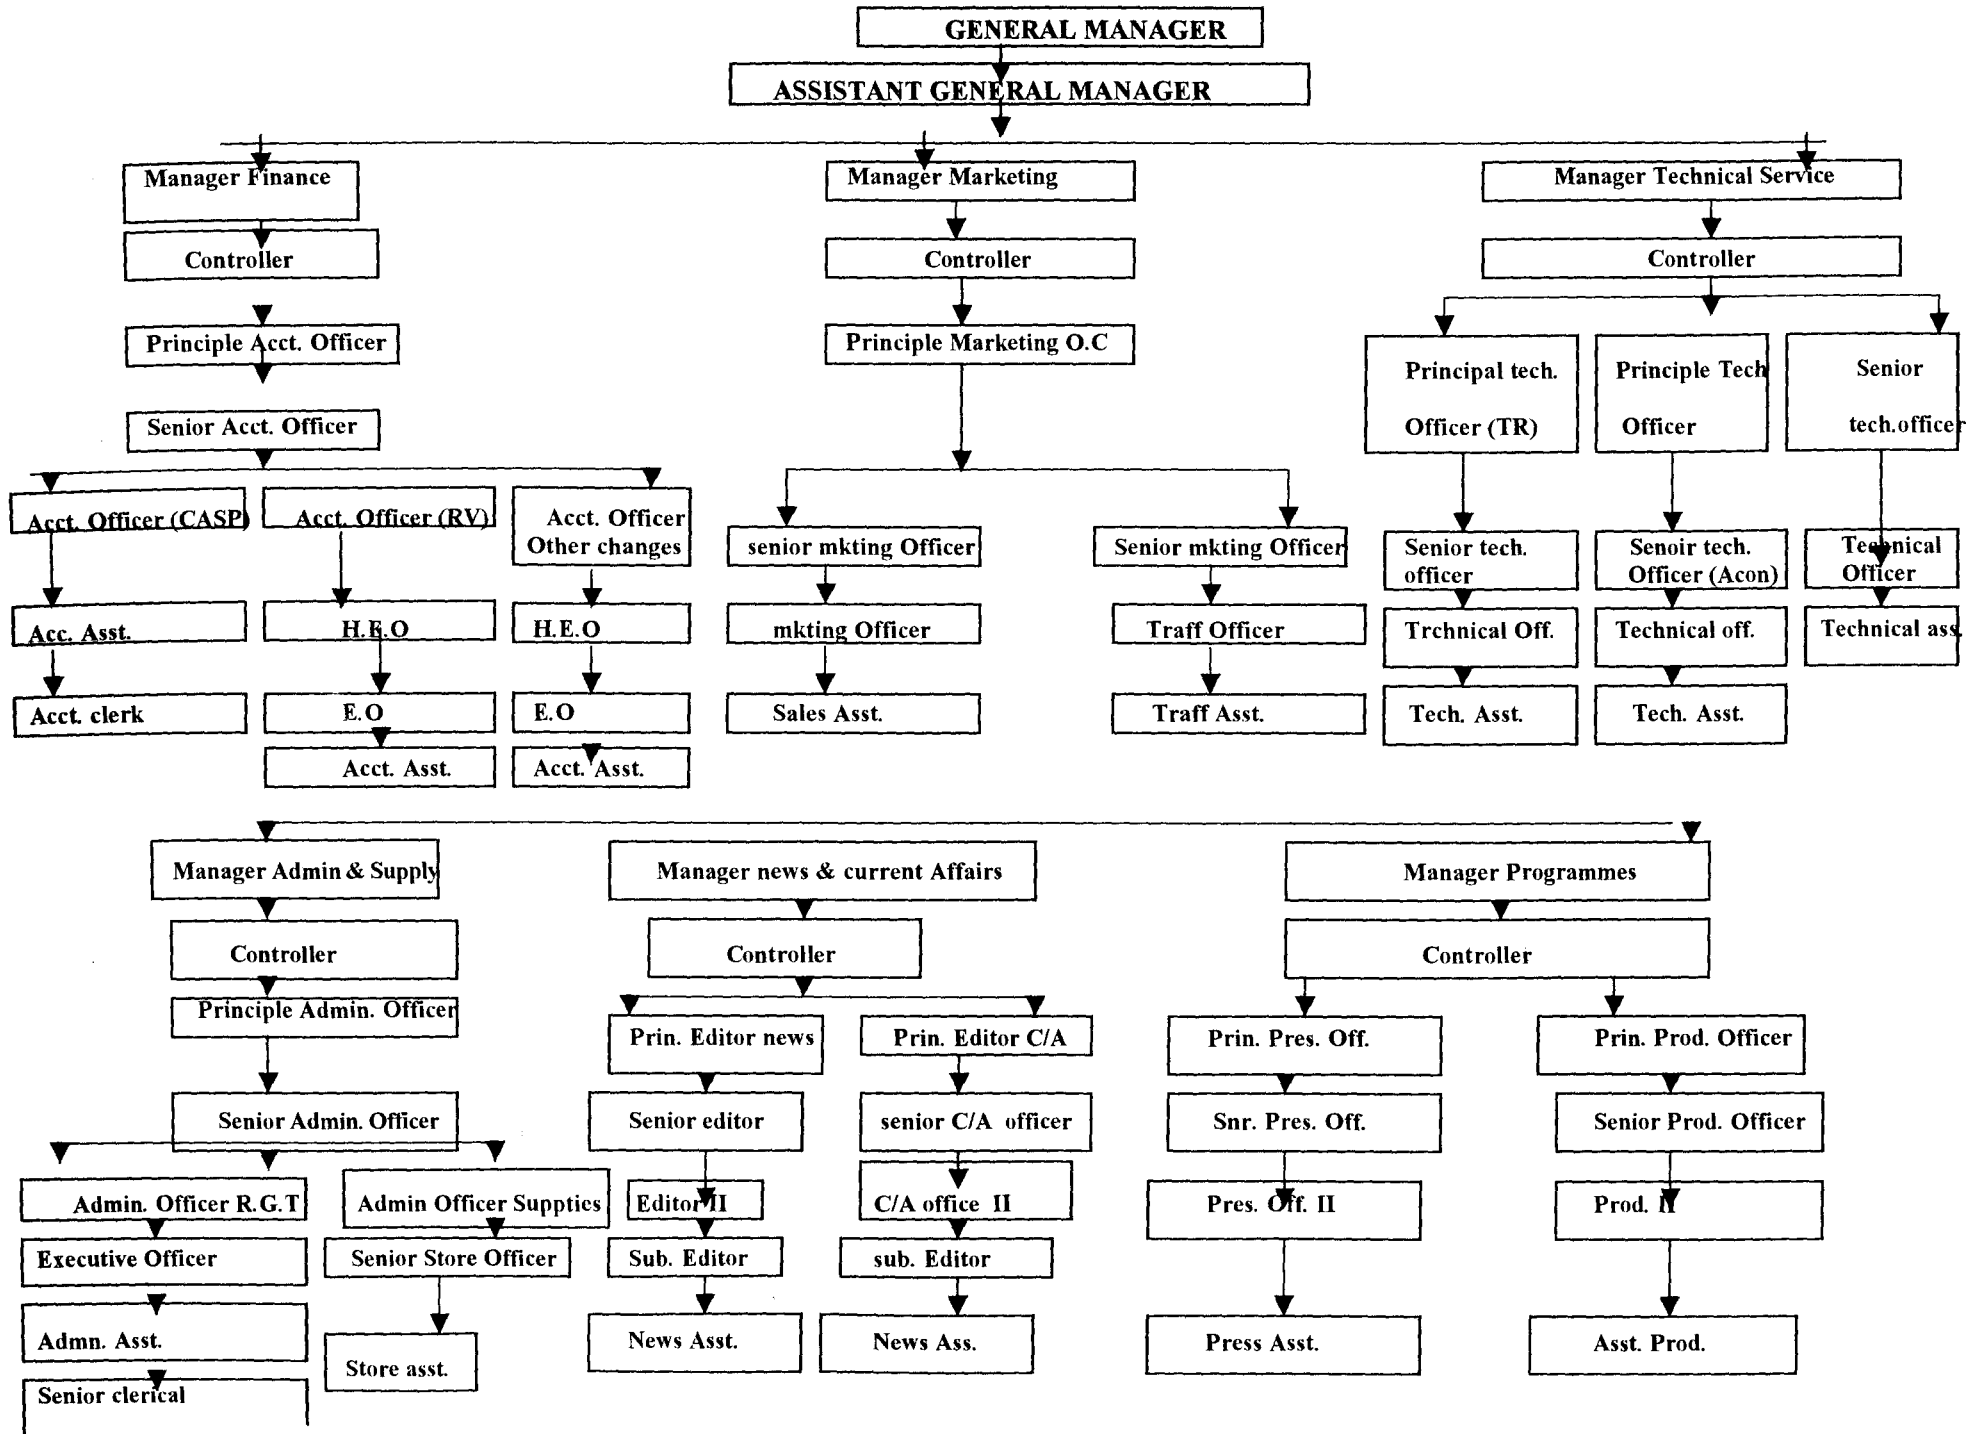 GENERAL MANAGER
ASSISTANT GENERAL MANAGER
Manager Finance
Manager Marketing
Manager Technical Service
Controller
Controller
Controller
Principle Acct. Officer
Principle Marketing O.C
Principal tech.
Officer (TR)
Principle Tech
Officer
Senior
tech.officer
Senior Acct. Officer
Acct. Officer (CASP)
Acct. Officer (RV)
Acct. Officer
Other changes
senior mkting Officer
Senior mkting Officer
Senior tech.
officer
Senoir tech.
Officer (Acon)
Technical
Officer
Acc. Asst.
H.E.O
H.E.O
mkting Officer
Traff Officer
Trchnical Off.
Technical off.
Technical ass.
Acct. clerk
E.O
E.O
Sales Asst.
Traff Asst.
Tech. Asst.
Tech. Asst.
Acct. Asst.
Acct. Asst.
Manager Admin & Supply
Manager news & current Affairs
Manager Programmes
Controller
Controller
Controller
Principle Admin. Officer
Prin. Editor news
Prin. Editor C/A
Prin. Pres. Off.
Prin. Prod. Officer
Senior Admin. Officer
Senior editor
senior C/A officer
Snr. Pres. Off.
Senior Prod. Officer
Admin. Officer R.G.T
Admin Officer Suppties
Editor II
C/A office II
Pres. Off. II
Prod. II
Executive Officer
Senior Store Officer
Sub. Editor
sub. Editor
Admn. Asst.
Store asst.
News Asst.
News Ass.
Press Asst.
Asst. Prod.
Senior clerical